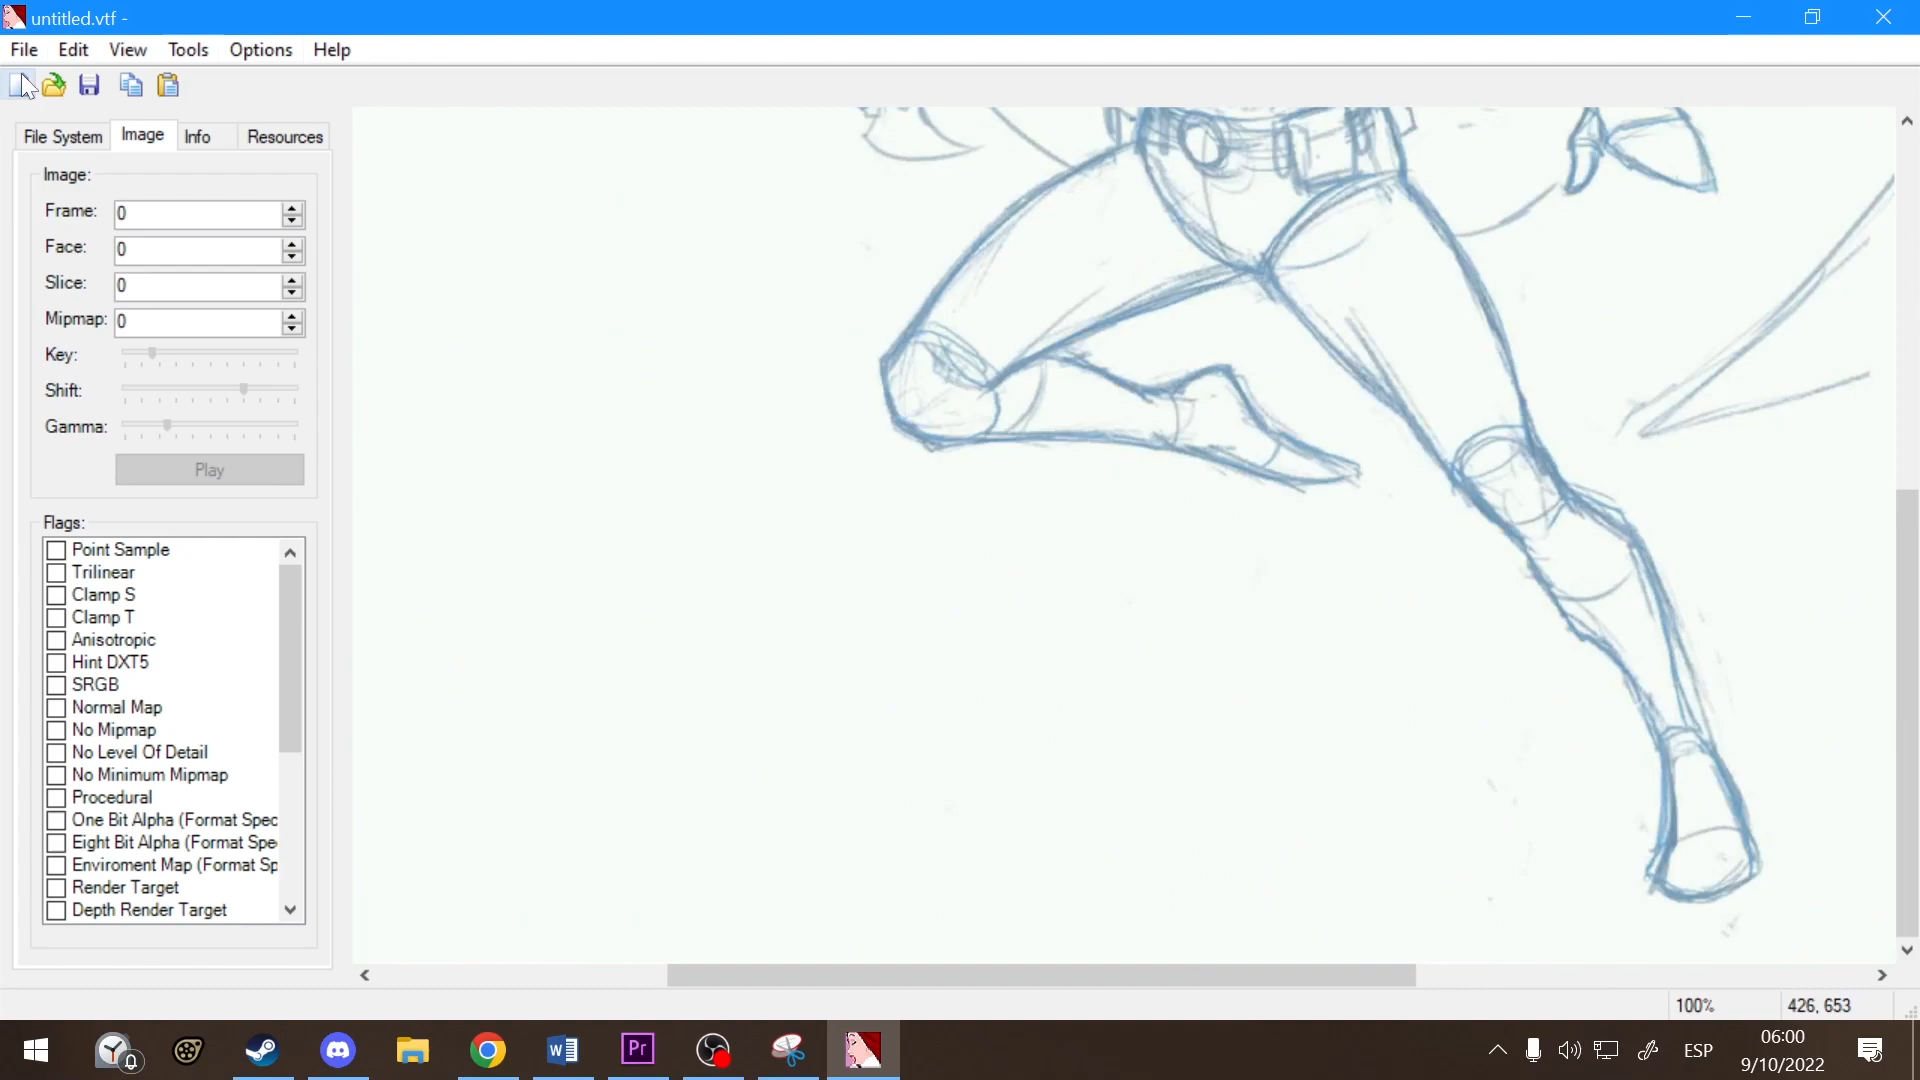 untitled.vtf -
File Edit View Tools Options Help
File System Image Info Resources
Image:
Frame: 0
Face: 0
Slice: 0
Mipmap: 0
Key:
Shift:
Gamma:
Play
Flags:
Point Sample
Trilinear
Clamp S
Clamp T
Anisotropic
Hint DXT5
SRGB
Normal Map
No Mipmap
No Level Of Detail
No Minimum Mipmap
Procedural
One Bit Alpha (Format Spec
Eight Bit Alpha (Format Spe
Enviroment Map (Format Sp
Render Target
Depth Render Target
100% 426, 653
W Pr ESP 06:00
9/10/2022